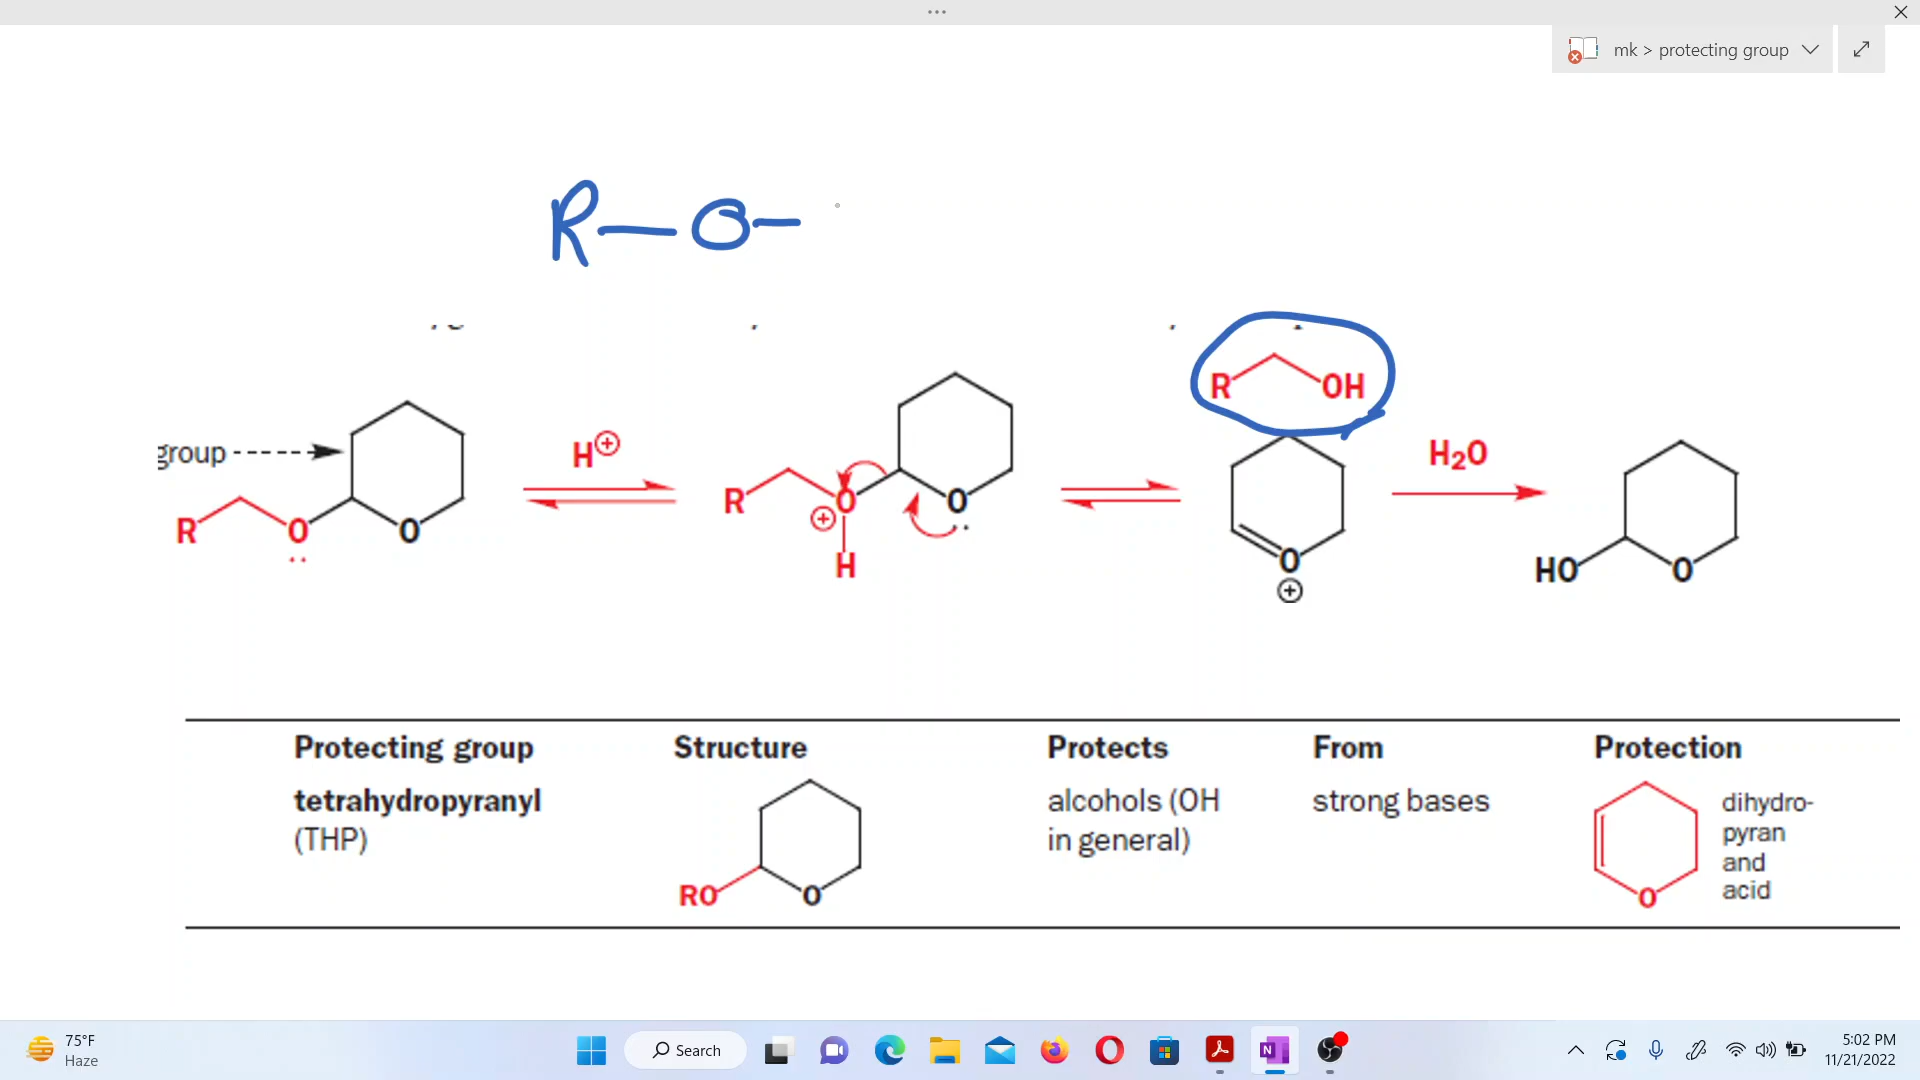 mk > protecting group
R—O—
R OH
group
H⊕
H2O
R O O
R O ⊕ H O
O ⊕
HO O
Protecting group Structure Protects From Protection
tetrahydropyranyl (THP)
RO O
alcohols (OH in general)
strong bases
O
dihydro-
pyran
and
acid
75°F
Haze
Search
5:02 PM
11/21/2022